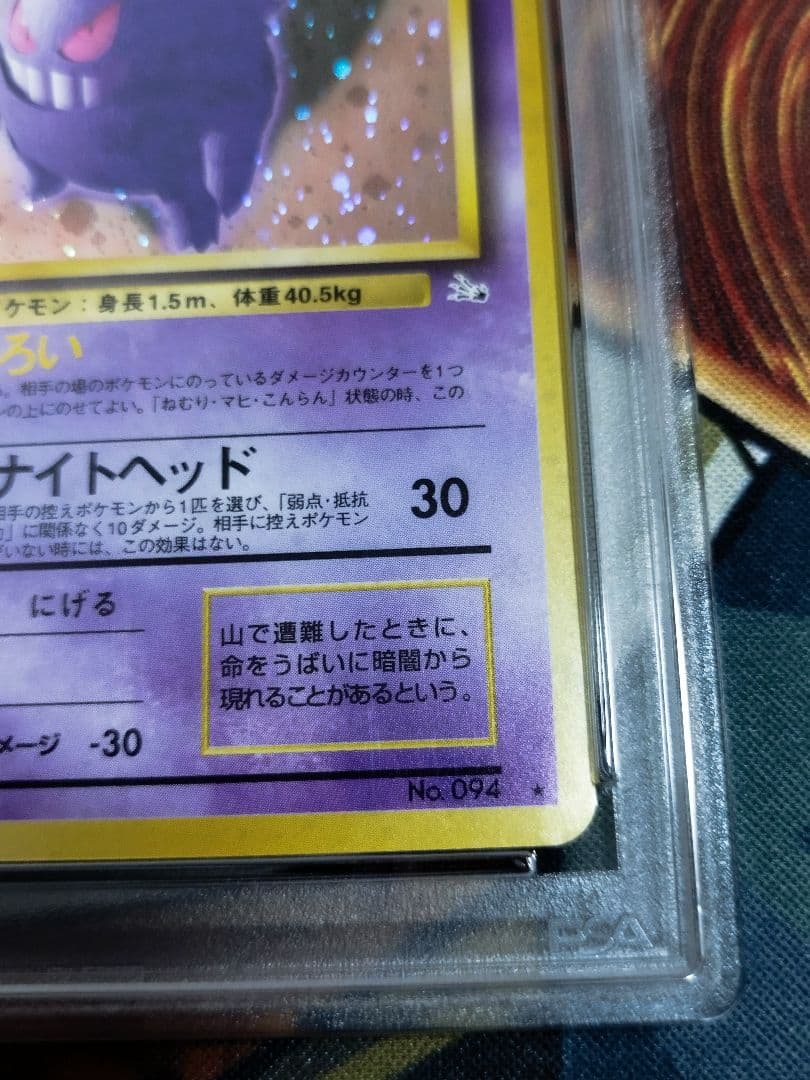 ケモン：身長1.5m、体重40.5kg
ろい
。相手の場のポケモンにのっているダメージカウンターを1つ
ンの上にのせてよい。「ねむり・マヒ・こんらん」状態の時、この
ナイトヘッド
30
相手の控えポケモンから1匹を選び、「弱点・抵抗
力」に関係なく10ダメージ。相手に控えポケモン
がいない時には、この効果はない。
にげる
山で遭難したときに、
命をうばいに暗闇から
現れることがあるという。
メージ -30
No. 094 ★
PSA